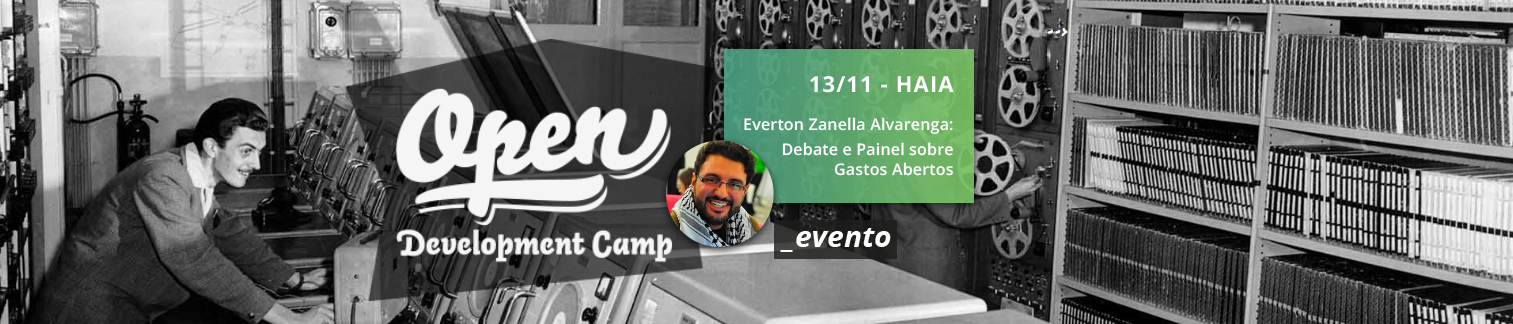 Open
Development Camp
13/11 - HAIA
Everton Zanella Alvarenga:
Debate e Painel sobre
Gastos Abertos
_evento